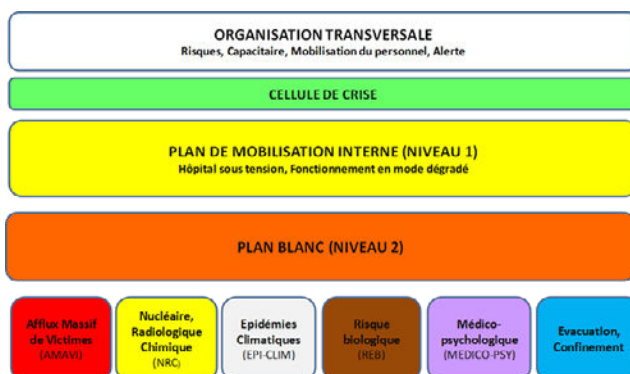 ORGANISATION TRANSVERSALE
Risques, Capacitaire, Mobilisation du personnel, Alerte
CELLULE DE CRISE
PLAN DE MOBILISATION INTERNE (NIVEAU 1)
Hôpital sous tension, Fonctionnement en mode dégradé
PLAN BLANC (NIVEAU 2)
Afflux Massif
de Victimes
(AMAVI)
Nucléaire,
Radiologique
Chimique
(NRC)
Epidémies
Climatiques
(EPI-CLIM)
Risque
biologique
(REB)
Médico-
psychologique
(MEDICO-PSY)
Evacuation,
Confinement